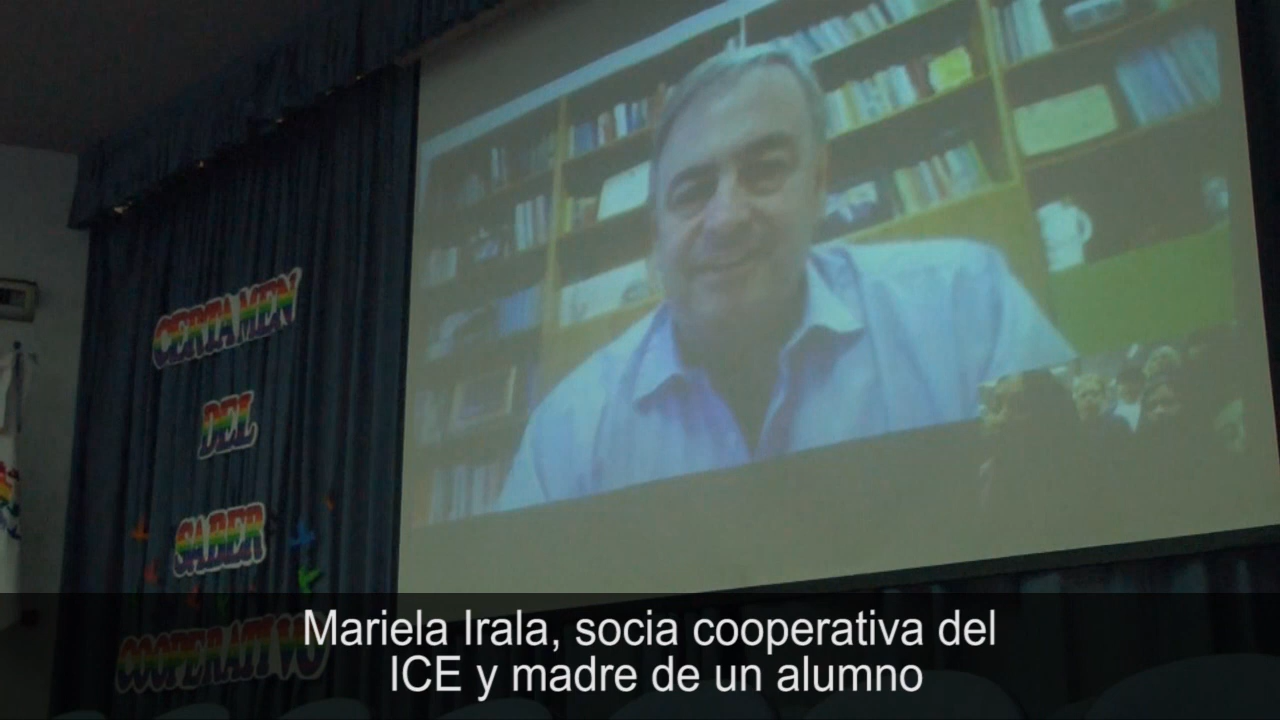 CERTAMEN
DEL
SABER
COOPERATIVO
Mariela Irala, socia cooperativa del
ICE y madre de un alumno